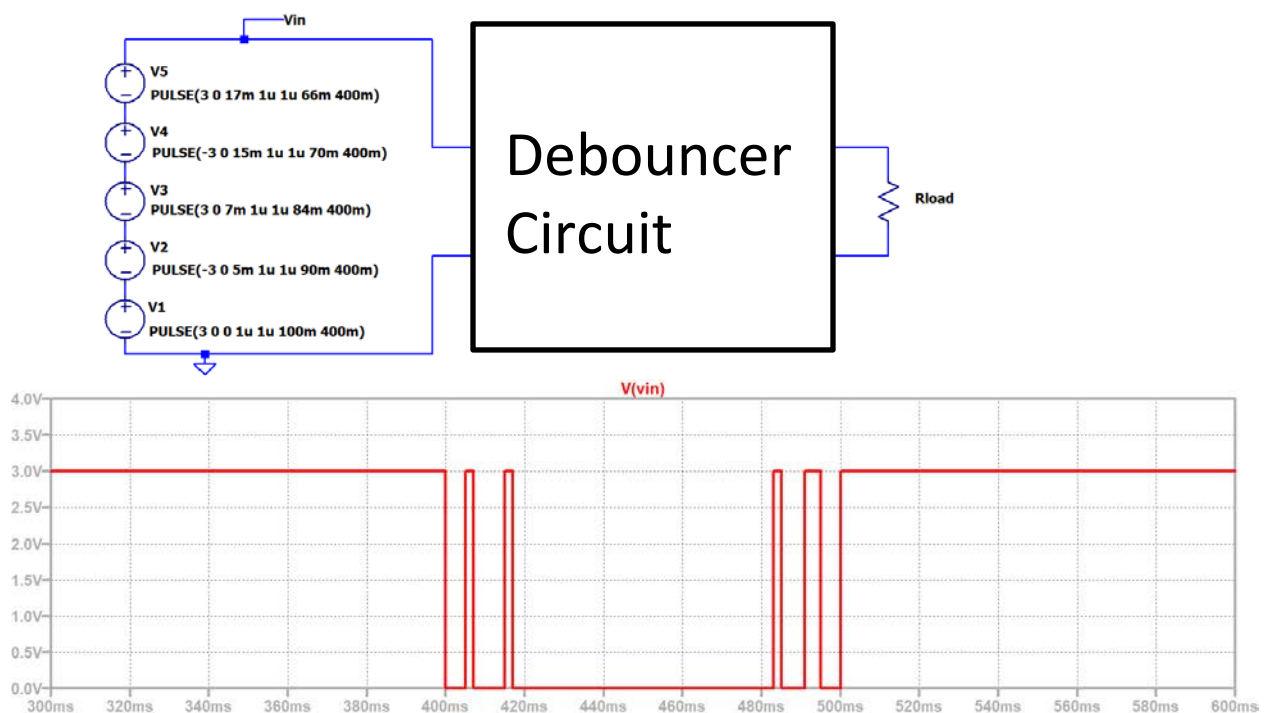 Vin
V5
PULSE(3 0 17m 1u 1u 66m 400m)
V4
PULSE(-3 0 15m 1u 1u 70m 400m)
V3
PULSE(3 0 7m 1u 1u 84m 400m)
V2
PULSE(-3 0 5m 1u 1u 90m 400m)
V1
PULSE(3 0 0 1u 1u 100m 400m)
Debouncer
Circuit
Rload
V(vin)
4.0V
3.5V
3.0V
2.5V
2.0V
1.5V
1.0V
0.5V
0.0V
300ms 320ms 340ms 360ms 380ms 400ms 420ms 440ms 460ms 480ms 500ms 520ms 540ms 560ms 580ms 600ms